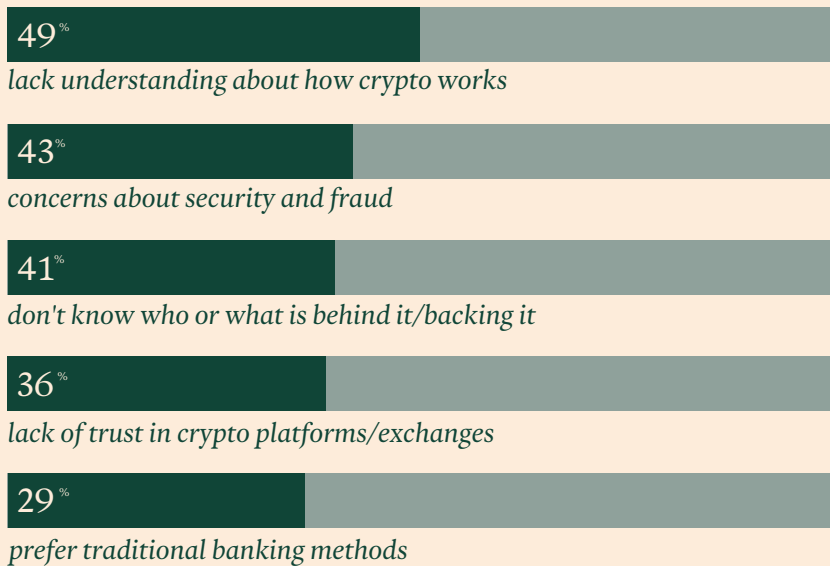 49%
lack understanding about how crypto works
43%
concerns about security and fraud
41%
don't know who or what is behind it/backing it
36%
lack of trust in crypto platforms/exchanges
29%
prefer traditional banking methods